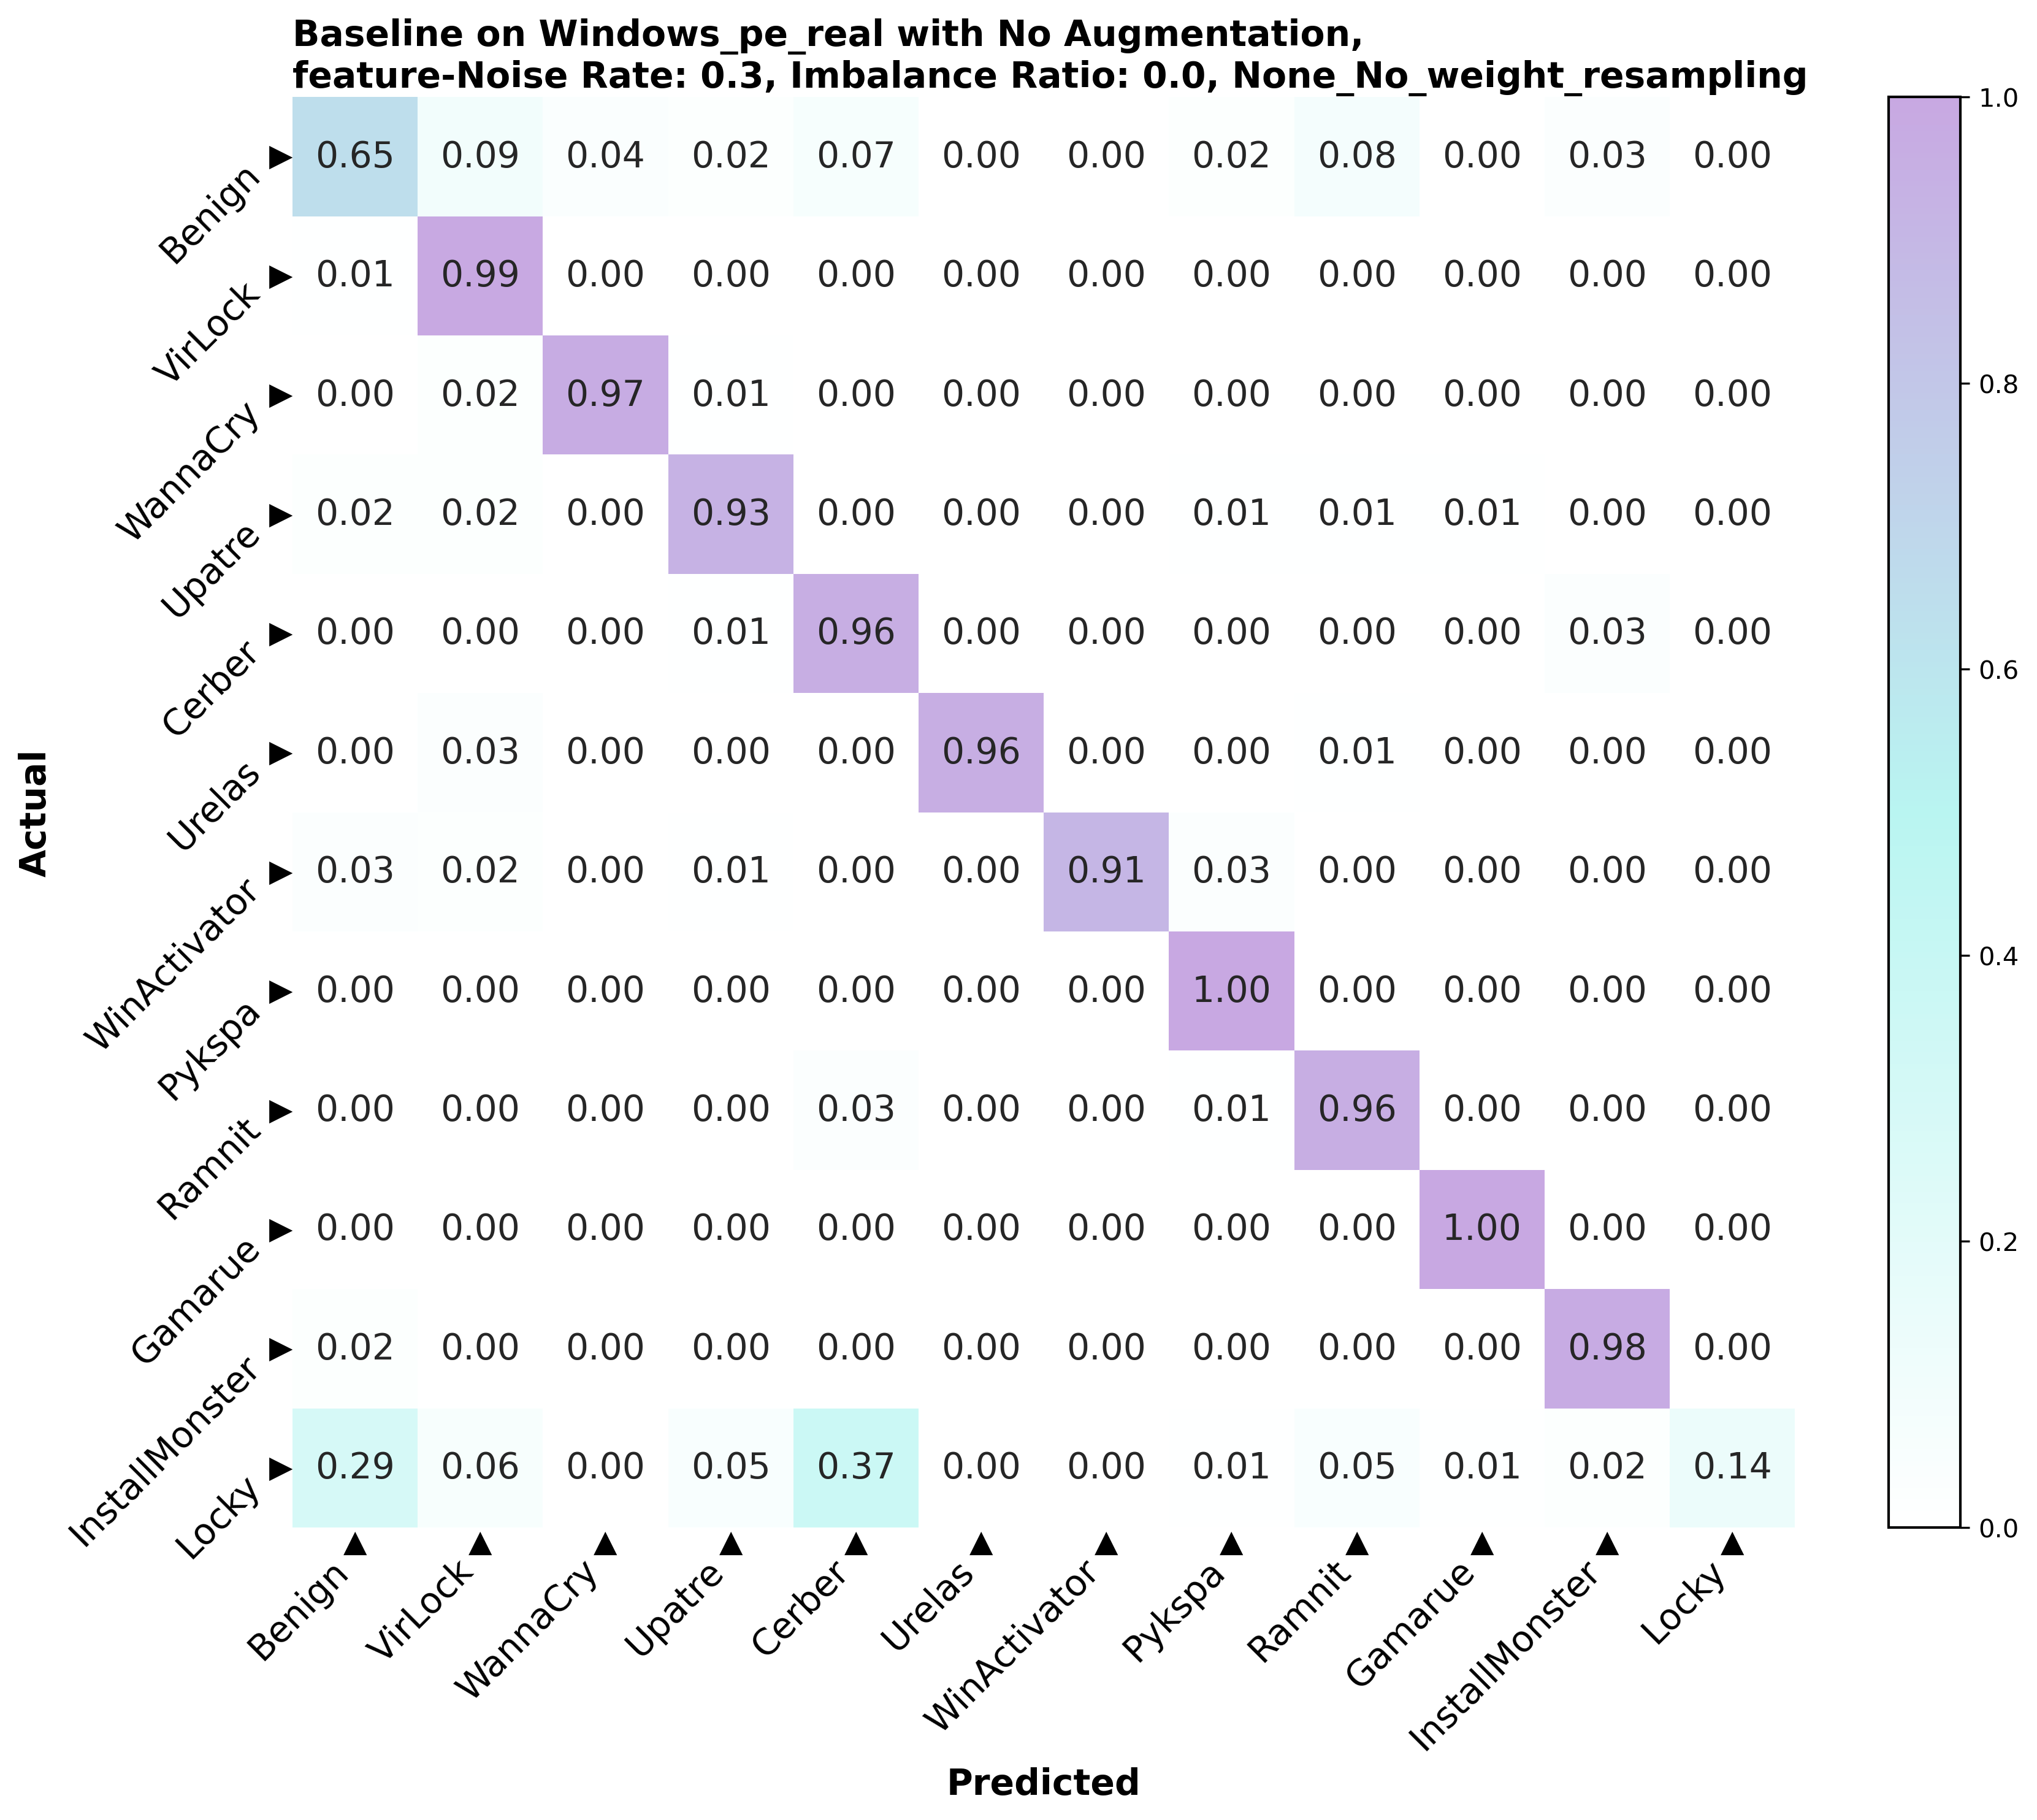 Baseline on Windows_pe_real with No Augmentation,
feature-Noise Rate: 0.3, Imbalance Ratio: 0.0, None_No_weight_resampling
Actual
Benign 0.65 0.09 0.04 0.02 0.07 0.00 0.00 0.02 0.08 0.00 0.03 0.00
VirLock 0.01 0.99 0.00 0.00 0.00 0.00 0.00 0.00 0.00 0.00 0.00 0.00
WannaCry 0.00 0.02 0.97 0.01 0.00 0.00 0.00 0.00 0.00 0.00 0.00 0.00
Upatre 0.02 0.02 0.00 0.93 0.00 0.00 0.00 0.01 0.01 0.01 0.00 0.00
Cerber 0.00 0.00 0.00 0.01 0.96 0.00 0.00 0.00 0.00 0.00 0.03 0.00
Urelas 0.00 0.03 0.00 0.00 0.00 0.96 0.00 0.00 0.01 0.00 0.00 0.00
WinActivator 0.03 0.02 0.00 0.01 0.00 0.00 0.91 0.03 0.00 0.00 0.00 0.00
Pykspa 0.00 0.00 0.00 0.00 0.00 0.00 0.00 1.00 0.00 0.00 0.00 0.00
Ramnit 0.00 0.00 0.00 0.00 0.03 0.00 0.00 0.01 0.96 0.00 0.00 0.00
Gamarue 0.00 0.00 0.00 0.00 0.00 0.00 0.00 0.00 0.00 1.00 0.00 0.00
InstallMonster 0.02 0.00 0.00 0.00 0.00 0.00 0.00 0.00 0.00 0.00 0.98 0.00
Locky 0.29 0.06 0.00 0.05 0.37 0.00 0.00 0.01 0.05 0.01 0.02 0.14
Benign VirLock WannaCry Upatre Cerber Urelas WinActivator Pykspa Ramnit Gamarue InstallMonster Locky
Predicted
1.0
0.8
0.6
0.4
0.2
0.0